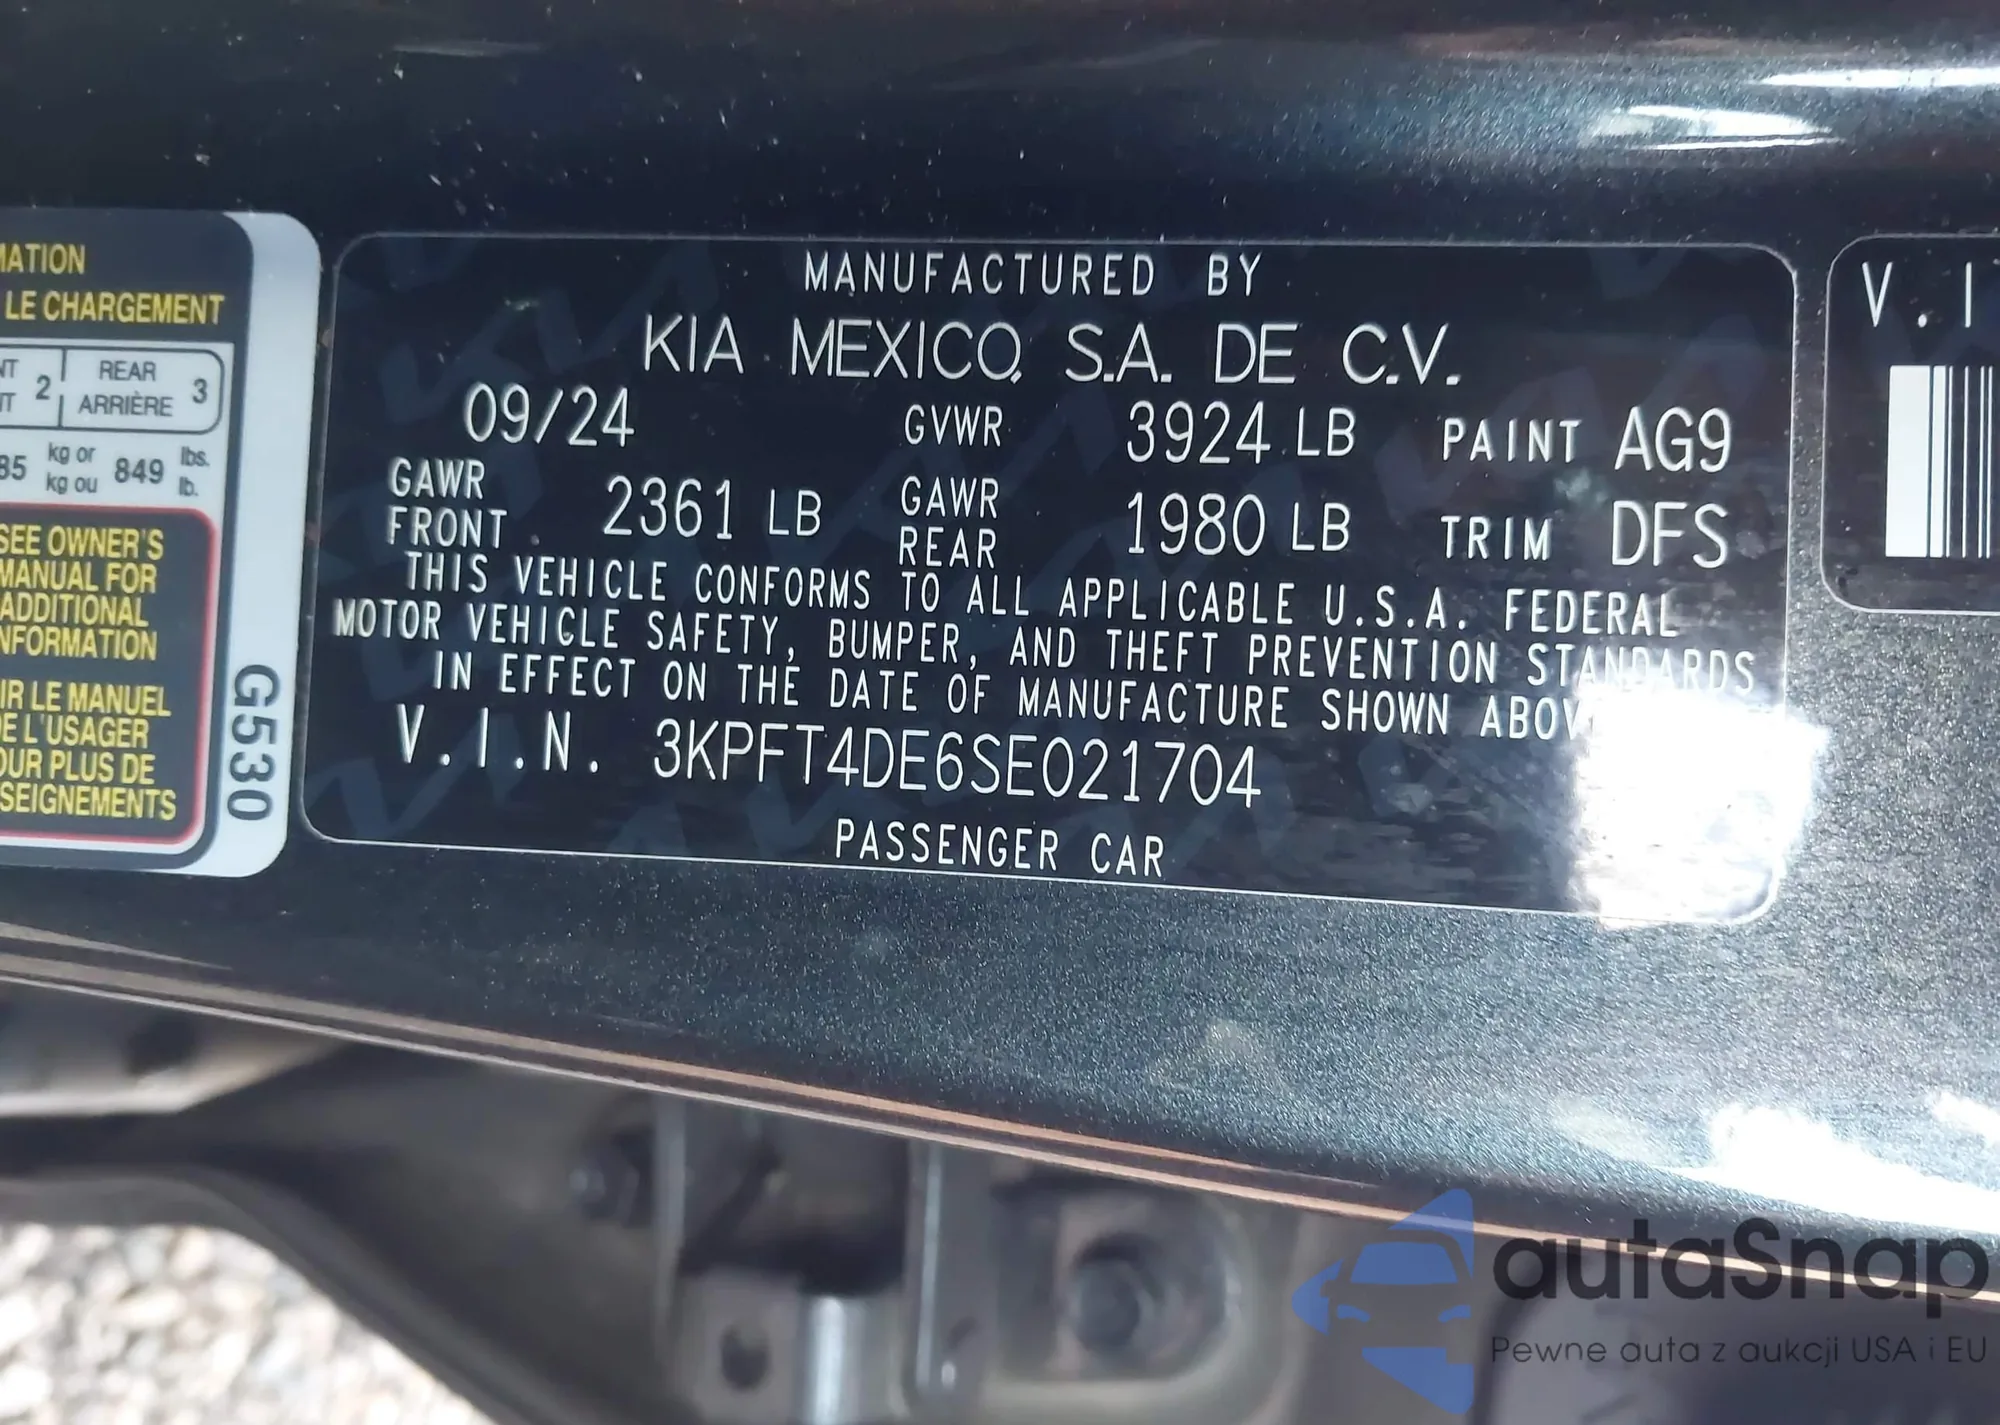 MATION
LE CHARGEMENT
NT 2 REAR 3
NT ARRIÈRE
85 kg or 849 lbs.
kg ou lb.
SEE OWNER'S
MANUAL FOR
ADDITIONAL
NFORMATION
IR LE MANUEL
DE L'USAGER
OUR PLUS DE
SEIGNEMENTS
G530
MANUFACTURED BY
KIA MEXICO, S.A. DE C.V.
09/24 GVWR 3924 LB PAINT AG9
GAWR FRONT 2361 LB GAWR REAR 1980 LB TRIM DFS
THIS VEHICLE CONFORMS TO ALL APPLICABLE U.S.A. FEDERAL
MOTOR VEHICLE SAFETY, BUMPER, AND THEFT PREVENTION STANDARDS
IN EFFECT ON THE DATE OF MANUFACTURE SHOWN ABOV
V.I.N. 3KPFT4DE6SE021704
PASSENGER CAR
V.I
autaSnap
Pewne auta z aukcji USA i EU